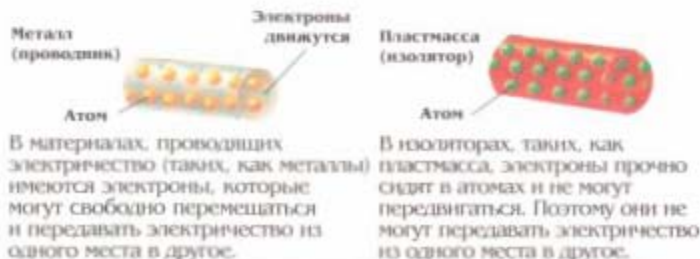 Металл
(проводник)
Электроны
движутся
Атом
В материалах, проводящих
электричество (таких, как металлы)
имеются электроны, которые
могут свободно перемещаться
и передавать электричество из
одного места в другое.
Пластмасса
(изолятор)
Атом
В изоляторах, таких, как
пластмасса, электроны прочно
сидят в атомах и не могут
передвигаться. Поэтому они не
могут передавать электричество
из одного места в другое.